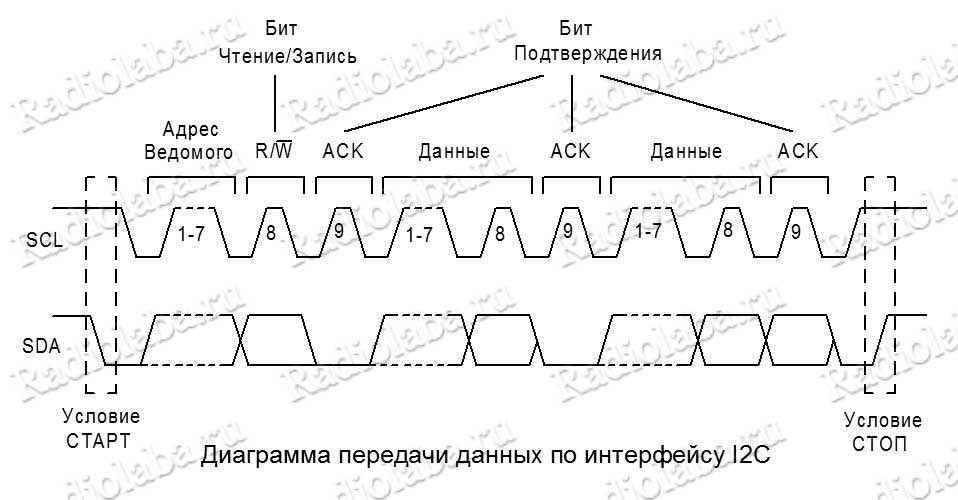 Бит
Чтение/Запись
Бит
Подтверждения
Адрес
Ведомого
R/W̅
ACK
Данные
ACK
Данные
ACK
SCL
1-7
8
9
1-7
8
9
1-7
8
9
SDA
Условие
СТАРТ
Условие
СТОП
Диаграмма передачи данных по интерфейсу I2C
Radiolaba.ru